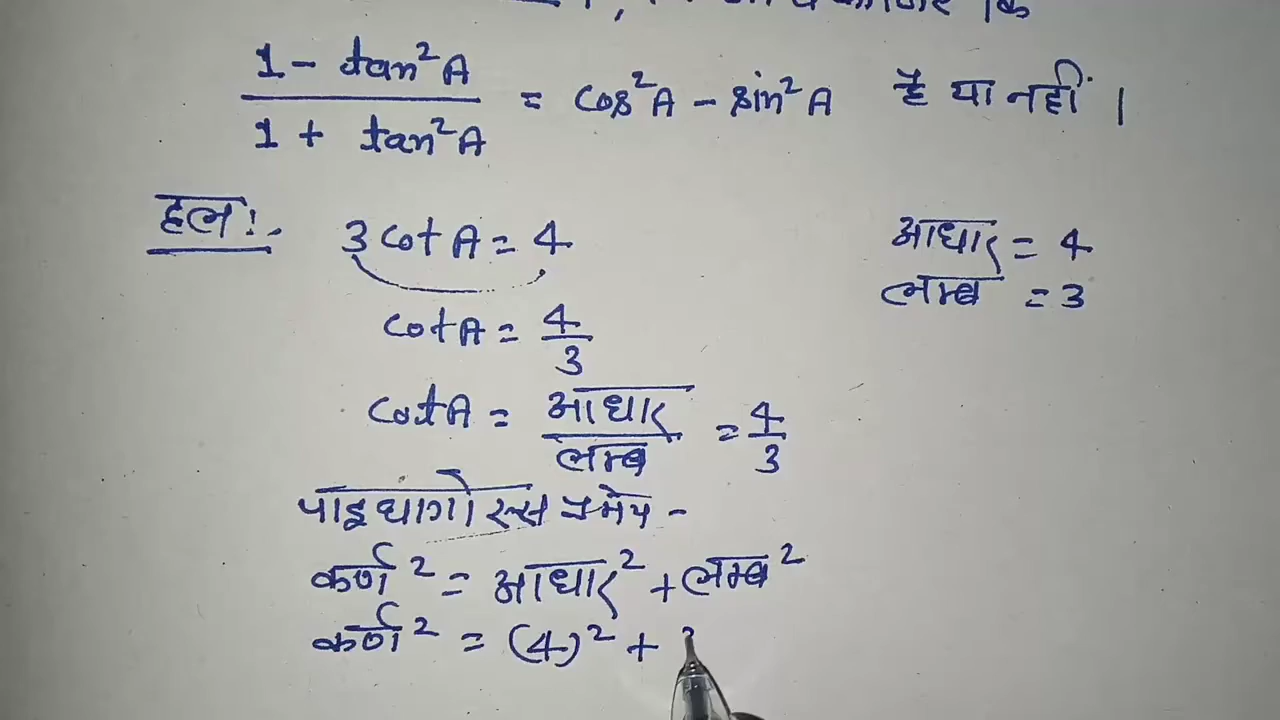 कि
1 - tan²A / 1 + tan²A = cos²A - sin²A है या नहीं।
हल:- 3 cot A = 4
आधार = 4
लम्ब = 3
cot A = 4/3
cot A = आधार/लम्ब = 4/3
पाइथागोरस प्रमेय -
कर्ण² = आधार² + लम्ब²
कर्ण² = (4)² +